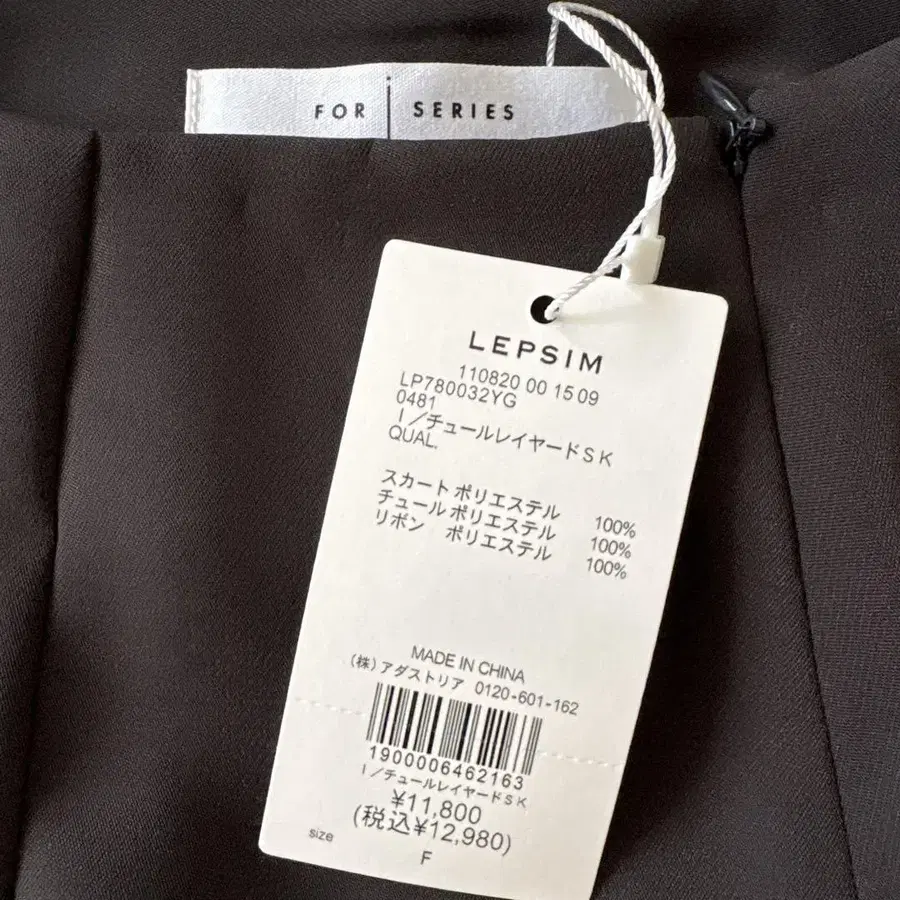 FOR SERIES
LEPSIM
110820 00 1509
LP780032YG
0481
I/チュールレイヤードSK
QUAL.
スカート ポリエステル 100%
チュール ポリエステル 100%
リボン ポリエステル 100%
MADE IN CHINA
(株)アダストリア 0120-601-162
1900006462163
I/チュールレイヤードSK
¥11,800
(税込¥12,980)
size F